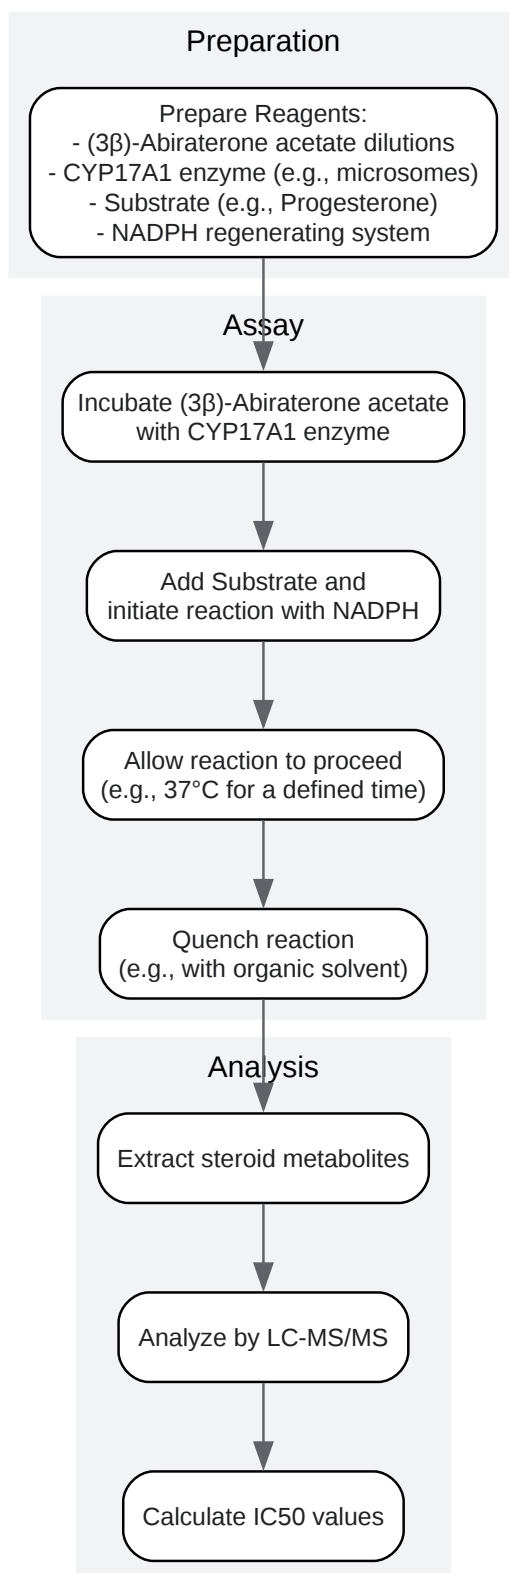 Preparation
Prepare Reagents:
- (3β)-Abiraterone acetate dilutions
- CYP17A1 enzyme (e.g., microsomes)
- Substrate (e.g., Progesterone)
- NADPH regenerating system
Assay
Incubate (3β)-Abiraterone acetate
with CYP17A1 enzyme
Add Substrate and
initiate reaction with NADPH
Allow reaction to proceed
(e.g., 37°C for a defined time)
Quench reaction
(e.g., with organic solvent)
Analysis
Extract steroid metabolites
Analyze by LC-MS/MS
Calculate IC50 values